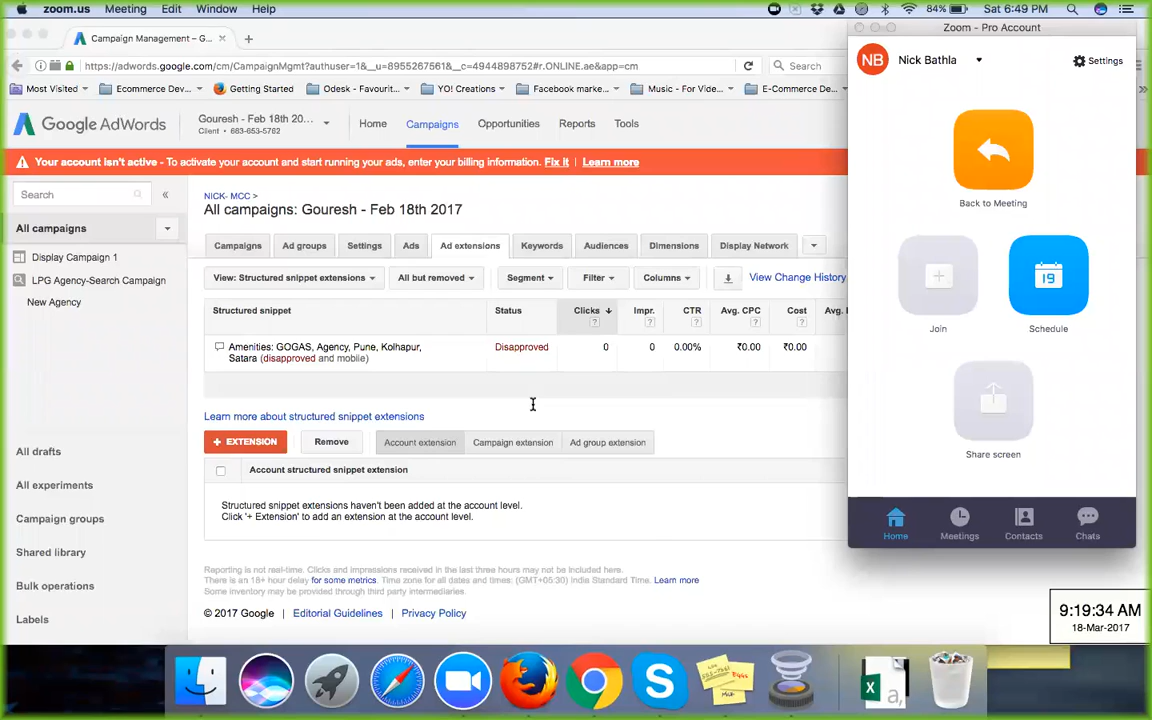 zoom.us Meeting Edit Window Help
84% Sat 6:49 PM
Campaign Management – G...
https://adwords.google.com/cm/CampaignMgmt?authuser=1&__u=8955267561&__c=4944898752#r.ONLINE.ae&app=cm
Search
Most Visited
Ecommerce Dev...
Getting Started
Odesk - Favourit...
YO! Creations
Facebook marke...
Music - For Vide...
E-Commerce De...
Google AdWords
Gouresh - Feb 18th 20...
Client • 683-653-5762
Home Campaigns Opportunities Reports Tools
Your account isn't active - To activate your account and start running your ads, enter your billing information. Fix it Learn more
Search «
All campaigns
Display Campaign 1
LPG Agency-Search Campaign
New Agency
All drafts
All experiments
Campaign groups
Shared library
Bulk operations
Labels
NICK- MCC >
All campaigns: Gouresh - Feb 18th 2017
Campaigns Ad groups Settings Ads Ad extensions Keywords Audiences Dimensions Display Network
View: Structured snippet extensions All but removed Segment Filter Columns View Change History
Structured snippet Status Clicks Impr. CTR Avg. CPC Cost
? ? ? ? ?
Amenities: GOGAS, Agency, Pune, Kolhapur, Disapproved 0 0 0.00% ₹0.00 ₹0.00
Satara (disapproved and mobile)
Learn more about structured snippet extensions
+ EXTENSION Remove Account extension Campaign extension Ad group extension
Account structured snippet extension
Structured snippet extensions haven't been added at the account level.
Click '+ Extension' to add an extension at the account level.
Reporting is not real-time. Clicks and impressions received in the last three hours may not be included here.
There is an 18+ hour delay for some metrics. Time zone for all dates and times: (GMT+05:30) India Standard Time. Learn more
Some inventory may be provided through third party intermediaries.
© 2017 Google | Editorial Guidelines | Privacy Policy
Zoom - Pro Account
NB Nick Bathla Settings
Back to Meeting
19
Join Schedule
Share screen
Home Meetings Contacts Chats
9:19:34 AM
18-Mar-2017